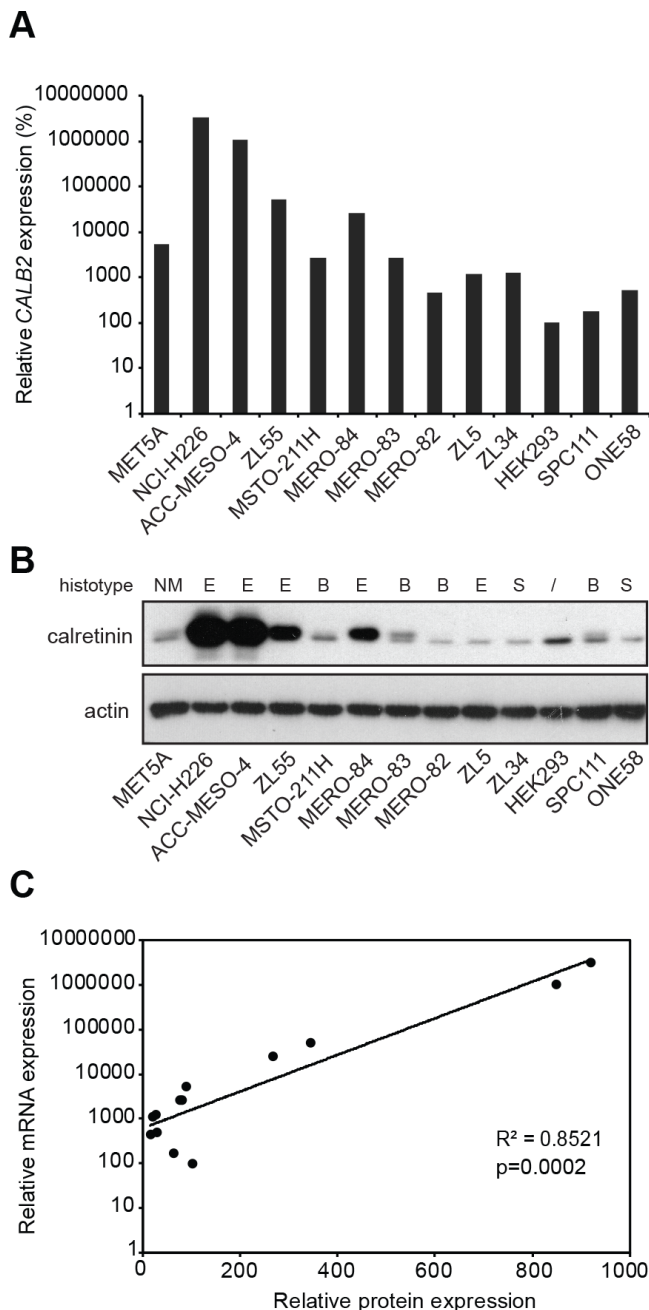 A
Relative CALB2 expression (%)
10000000
1000000
100000
10000
1000
100
10
1
MET5A NCI-H226 ACC-MESO-4 ZL55 MSTO-211H MERO-84 MERO-83 MERO-82 ZL5 ZL34 HEK293 SPC111 ONE58
B
histotype NM E E E B E B B E S / B S
calretinin
actin
MET5A NCI-H226 ACC-MESO-4 ZL55 MSTO-211H MERO-84 MERO-83 MERO-82 ZL5 ZL34 HEK293 SPC111 ONE58
C
Relative mRNA expression
10000000
1000000
100000
10000
1000
100
10
1
R² = 0.8521
p=0.0002
0 200 400 600 800 1000
Relative protein expression